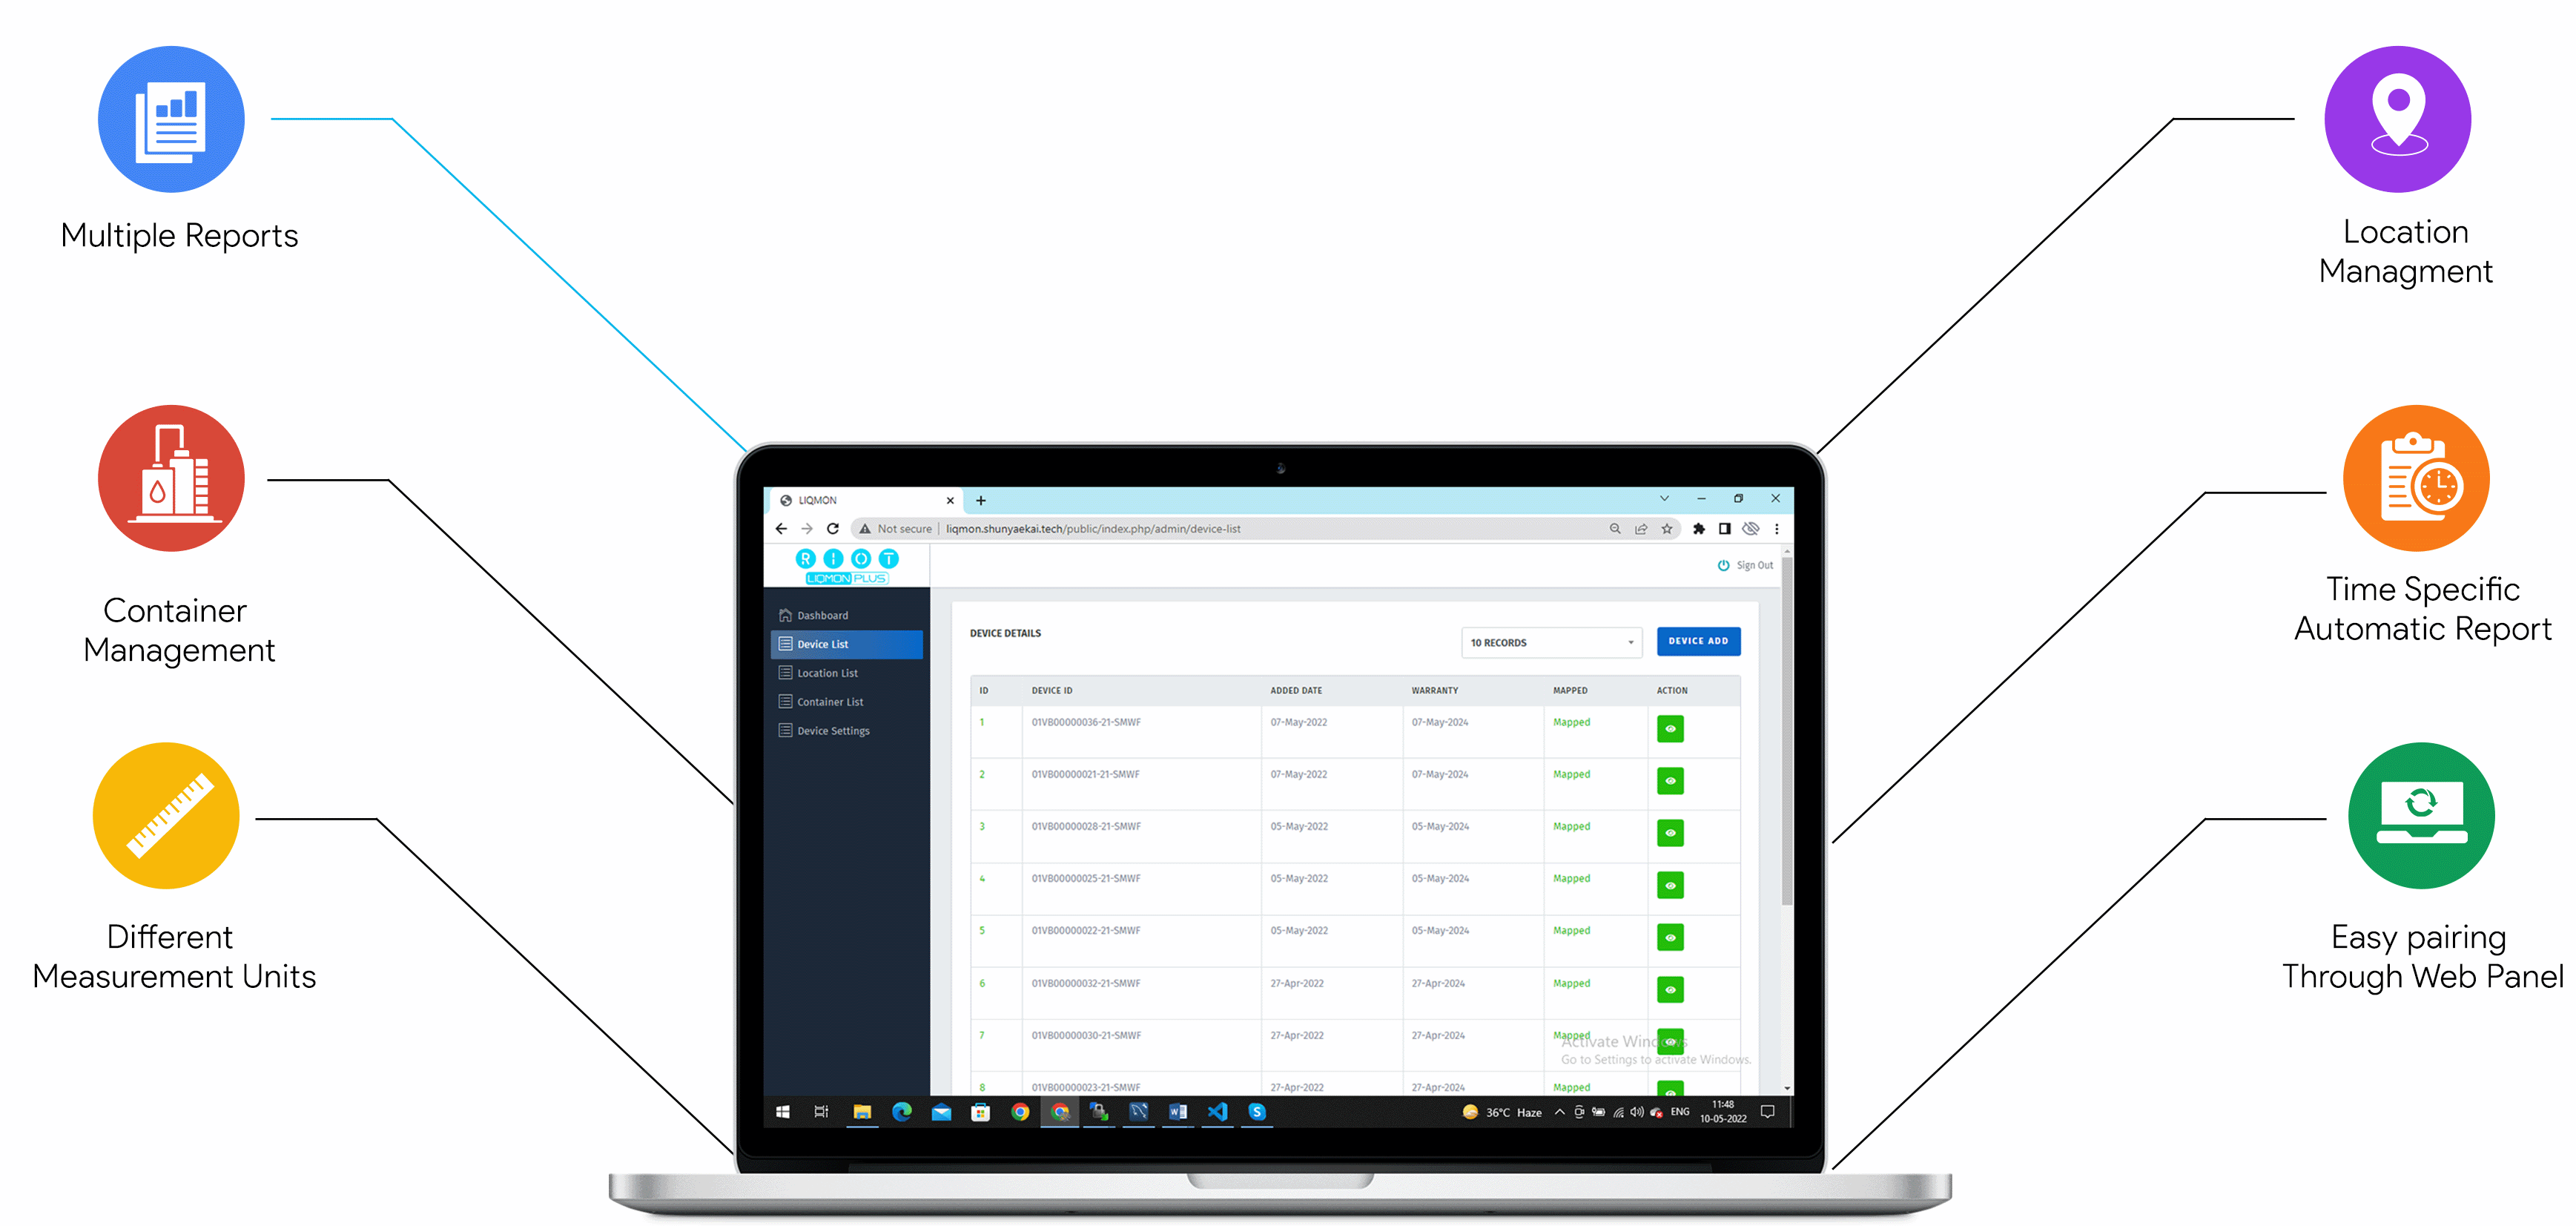 Multiple Reports
Container
Management
Different
Measurement Units
Location
Managment
Time Specific
Automatic Report
Easy pairing
Through Web Panel
LIQMON
Not secure
liqmon.shunyaekai.tech/public/index.php/admin/device-list
RIOT
LIQMON PLUS
Sign Out
Dashboard
Device List
Location List
Container List
Device Settings
DEVICE DETAILS
10 RECORDS
DEVICE ADD
ID DEVICE ID ADDED DATE WARRANTY MAPPED ACTION
1 01VB00000036-21-SMWF 07-May-2022 07-May-2024 Mapped
2 01VB00000021-21-SMWF 07-May-2022 07-May-2024 Mapped
3 01VB00000028-21-SMWF 05-May-2022 05-May-2024 Mapped
4 01VB00000025-21-SMWF 05-May-2022 05-May-2024 Mapped
5 01VB00000022-21-SMWF 05-May-2022 05-May-2024 Mapped
6 01VB00000032-21-SMWF 27-Apr-2022 27-Apr-2024 Mapped
7 01VB00000030-21-SMWF 27-Apr-2022 27-Apr-2024 Mapped
Activate Windows
Go to Settings to activate Windows.
8 01VB00000023-21-SMWF 27-Apr-2022 27-Apr-2024 Mapped
36°C Haze
ENG
11:48
10-05-2022